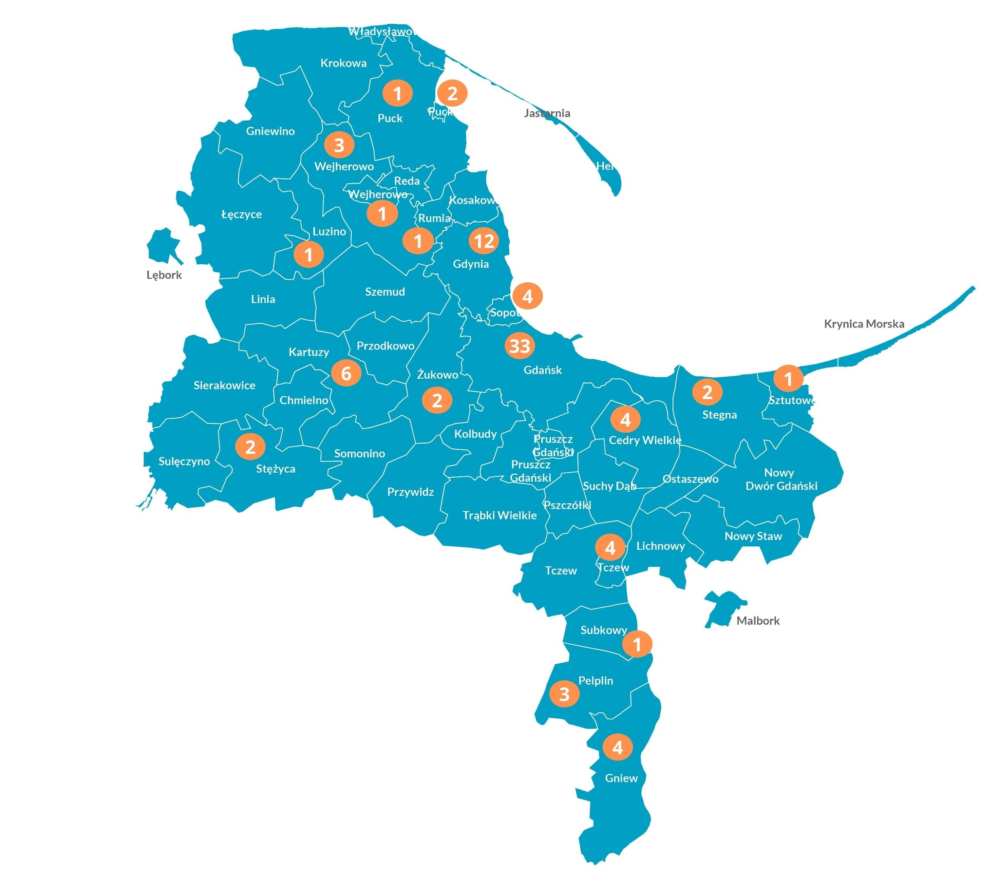 Władysławo
Krokowa
1
2
Puck
Puck
Jastarnia
Gniewino
3
Wejherowo
Hel
Reda
Wejherowo
Kosakow
1
Rumia
Łęczyce
Luzino
1
12
1
Gdynia
Lębork
Szemud
4
Linia
Sopot
Krynica Morska
33
Przodkowo
Kartuzy
Gdańsk
6
Żukowo
1
Sierakowice
2
2
Chmielno
Sztutowo
Stegna
4
Kolbudy
Pruszcz
Gdański
Cedry Wielkie
2
Somonino
Sulęczyno
Stężyca
Pruszcz
Gdański
Nowy
Dwór Gdański
Ostaszewo
Suchy Dąb
Przywidz
Pszczółki
Trąbki Wielkie
Nowy Staw
4
Lichnowy
Tczew
Tczew
Malbork
Subkowy
1
Pelplin
3
4
Gniew